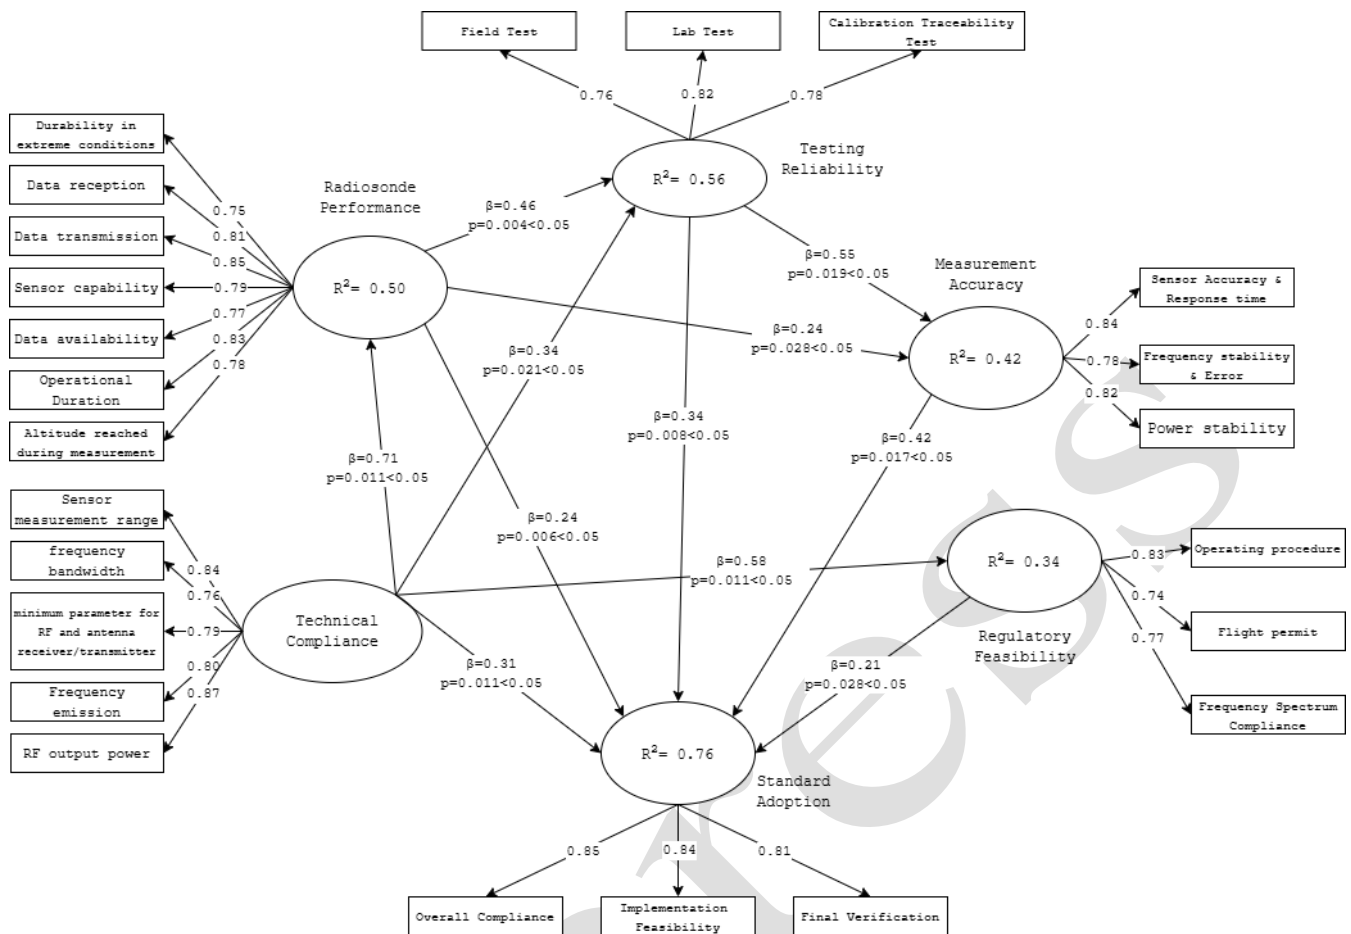 Field Test
Lab Test
Calibration Traceability
Test
0.76
0.82
0.78
Durability in
extreme conditions
Data reception
Data transmission
Sensor capability
Data availability
Operational
Duration
Altitude reached
during measurement
0.75
0.81
0.85
0.79
0.77
0.83
0.78
Radiosonde
Performance
R²= 0.50
Testing
Reliability
R²= 0.56
β=0.46
p=0.004<0.05
β=0.55
p=0.019<0.05
Measurement
Accuracy
R²= 0.42
β=0.24
p=0.028<0.05
β=0.34
p=0.021<0.05
0.84
0.78
0.82
Sensor Accuracy &
Response time
Frequency stability
& Error
Power stability
β=0.34
p=0.008<0.05
β=0.42
p=0.017<0.05
β=0.71
p=0.011<0.05
β=0.24
p=0.006<0.05
Sensor
measurement range
frequency
bandwidth
minimum parameter for
RF and antenna
receiver/transmitter
Frequency
emission
RF output power
0.84
0.76
0.79
0.80
0.87
Technical
Compliance
β=0.58
p=0.011<0.05
R²= 0.34
Regulatory
Feasibility
0.83
0.74
0.77
Operating procedure
Flight permit
Frequency Spectrum
Compliance
β=0.31
p=0.011<0.05
β=0.21
p=0.028<0.05
R²= 0.76
Standard
Adoption
0.85
0.84
0.81
Overall Compliance
Implementation
Feasibility
Final Verification
ress